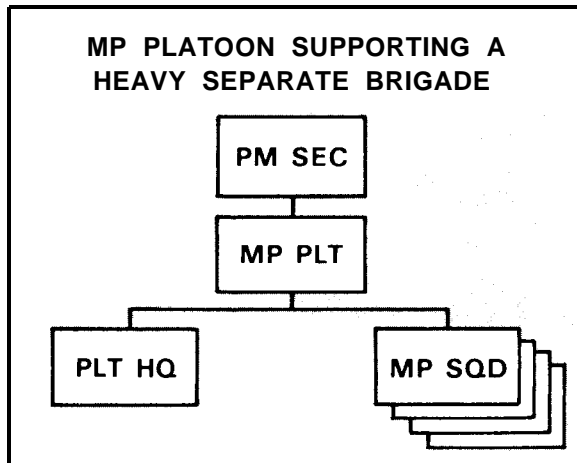 MP PLATOON SUPPORTING A
HEAVY SEPARATE BRIGADE
PM SEC
MP PLT
PLT HQ
MP SQD